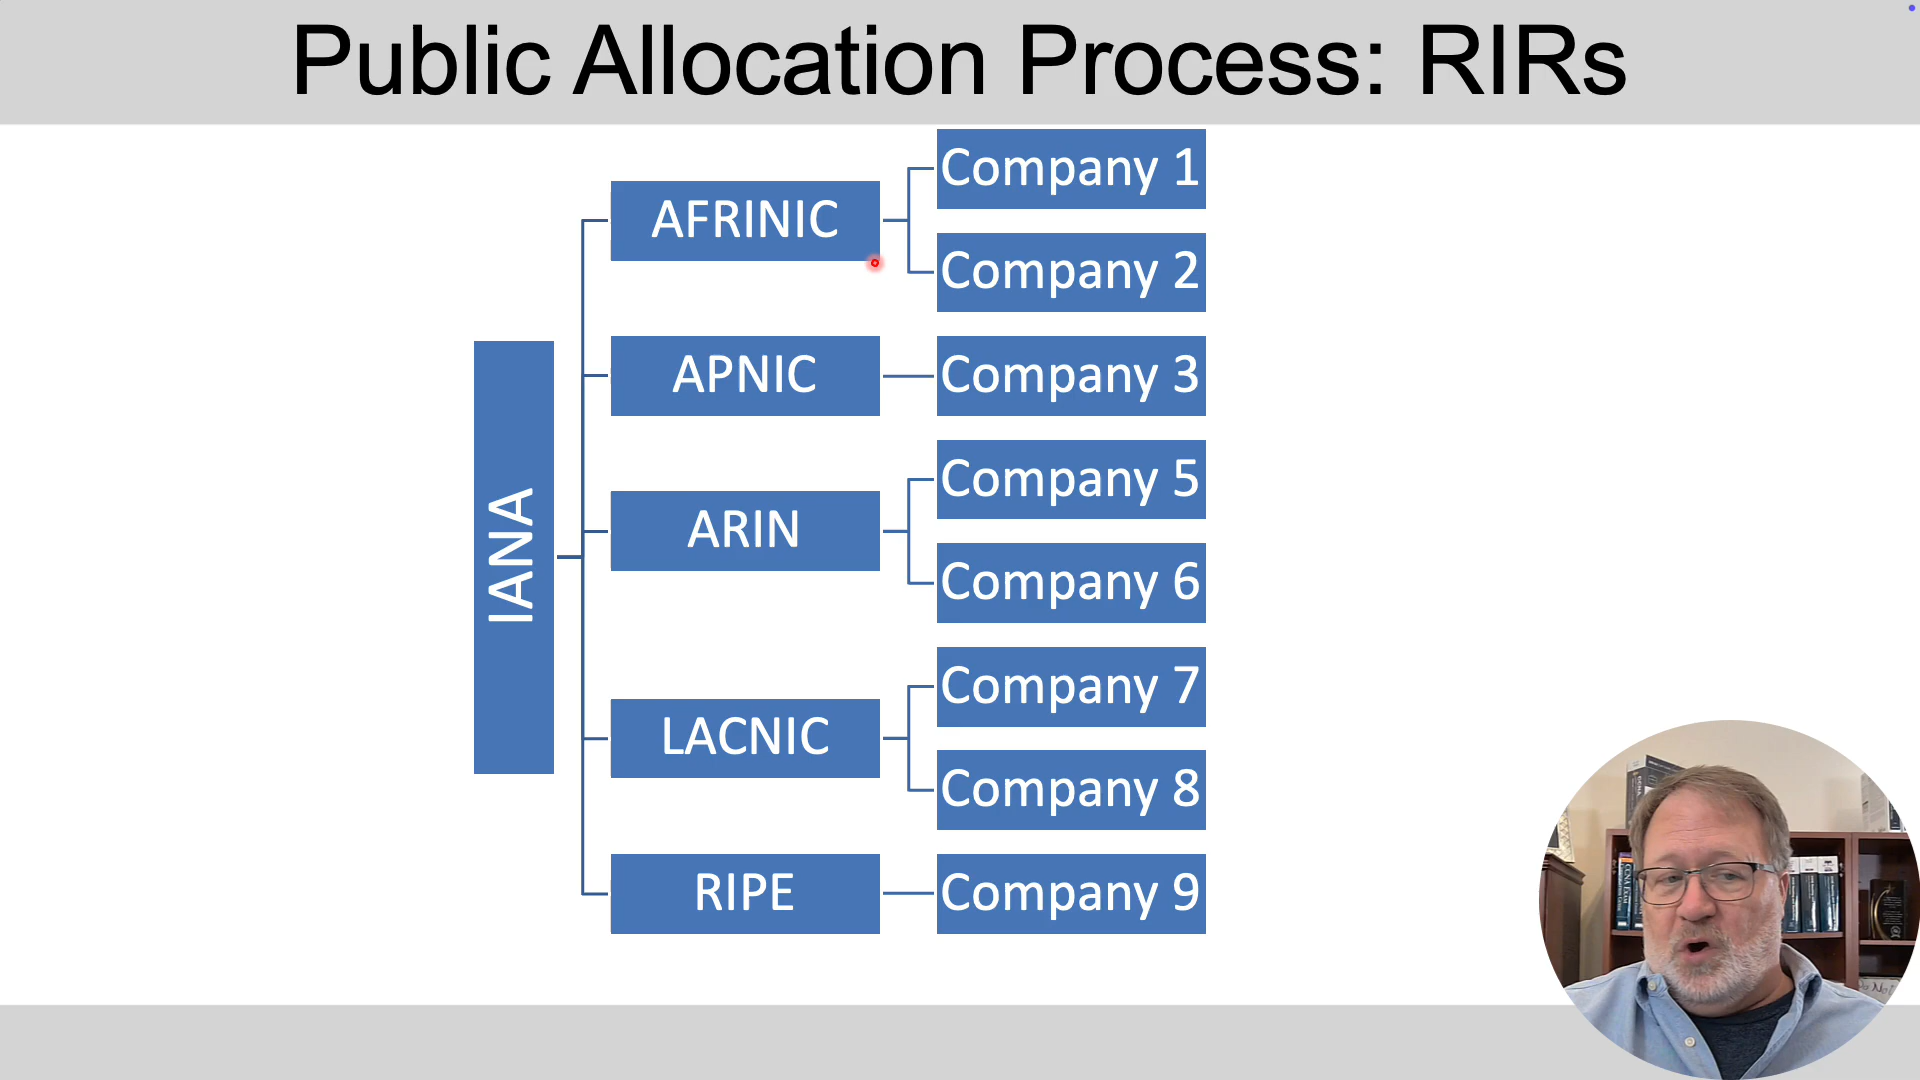 Public Allocation Process: RIRs
IANA
AFRINIC
Company 1
Company 2
APNIC
Company 3
ARIN
Company 5
Company 6
LACNIC
Company 7
Company 8
RIPE
Company 9